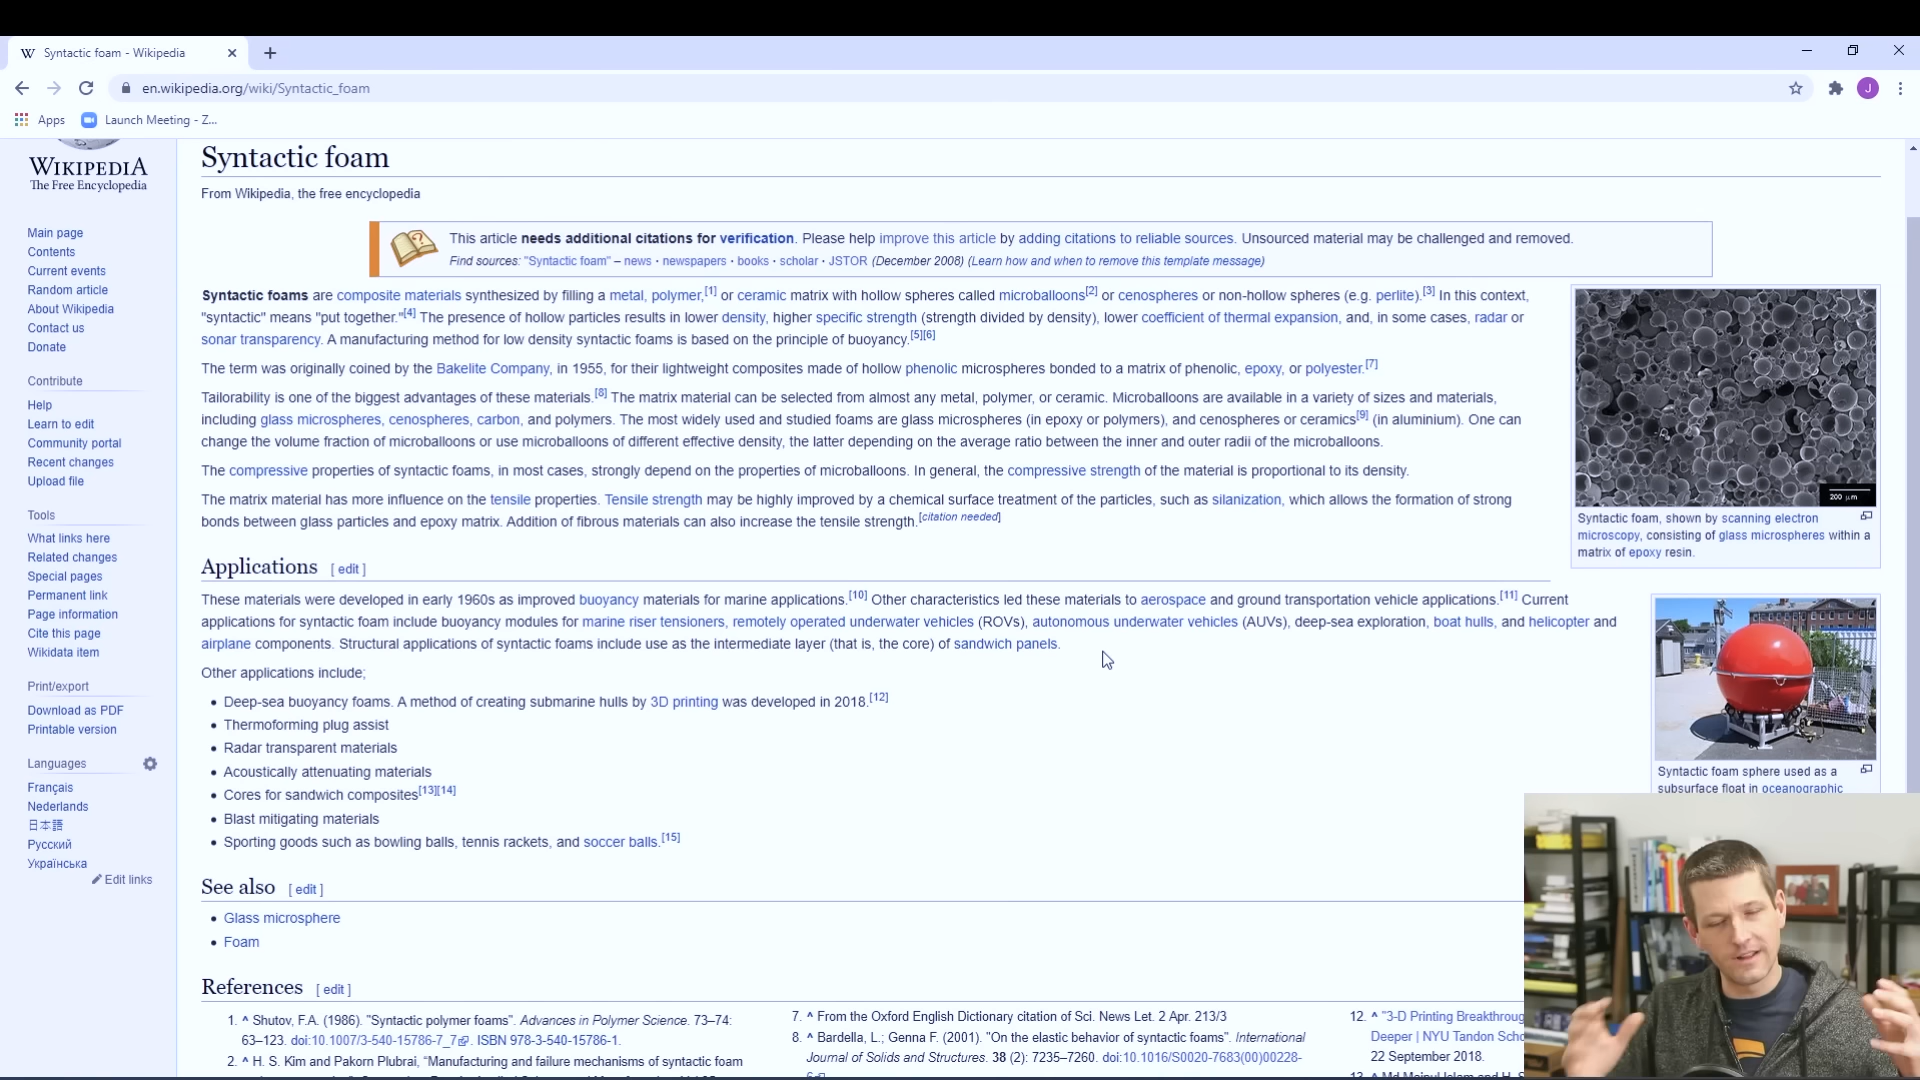 Syntactic foam - Wikipedia
en.wikipedia.org/wiki/Syntactic_foam
J
Apps
Launch Meeting - Z...
WIKIPEDIA
The Free Encyclopedia
Main page
Contents
Current events
Random article
About Wikipedia
Contact us
Donate
Contribute
Help
Learn to edit
Community portal
Recent changes
Upload file
Tools
What links here
Related changes
Special pages
Permanent link
Page information
Cite this page
Wikidata item
Print/export
Download as PDF
Printable version
Languages
Français
Nederlands
日本語
Русский
Українська
Edit links
Syntactic foam
From Wikipedia, the free encyclopedia
This article needs additional citations for verification. Please help improve this article by adding citations to reliable sources. Unsourced material may be challenged and removed.
Find sources: "Syntactic foam" – news · newspapers · books · scholar · JSTOR (December 2008) (Learn how and when to remove this template message)
Syntactic foams are composite materials synthesized by filling a metal, polymer,[1] or ceramic matrix with hollow spheres called microballoons[2] or cenospheres or non-hollow spheres (e.g. perlite).[3] In this context,
"syntactic" means "put together."[4] The presence of hollow particles results in lower density, higher specific strength (strength divided by density), lower coefficient of thermal expansion, and, in some cases, radar or
sonar transparency. A manufacturing method for low density syntactic foams is based on the principle of buoyancy.[5][6]
The term was originally coined by the Bakelite Company, in 1955, for their lightweight composites made of hollow phenolic microspheres bonded to a matrix of phenolic, epoxy, or polyester.[7]
Tailorability is one of the biggest advantages of these materials.[8] The matrix material can be selected from almost any metal, polymer, or ceramic. Microballoons are available in a variety of sizes and materials,
including glass microspheres, cenospheres, carbon, and polymers. The most widely used and studied foams are glass microspheres (in epoxy or polymers), and cenospheres or ceramics[9] (in aluminium). One can
change the volume fraction of microballoons or use microballoons of different effective density, the latter depending on the average ratio between the inner and outer radii of the microballoons.
The compressive properties of syntactic foams, in most cases, strongly depend on the properties of microballoons. In general, the compressive strength of the material is proportional to its density.
The matrix material has more influence on the tensile properties. Tensile strength may be highly improved by a chemical surface treatment of the particles, such as silanization, which allows the formation of strong
bonds between glass particles and epoxy matrix. Addition of fibrous materials can also increase the tensile strength.[citation needed]
200 µm
Syntactic foam, shown by scanning electron
microscopy, consisting of glass microspheres within a
matrix of epoxy resin.
Applications [ edit ]
These materials were developed in early 1960s as improved buoyancy materials for marine applications.[10] Other characteristics led these materials to aerospace and ground transportation vehicle applications.[11] Current
applications for syntactic foam include buoyancy modules for marine riser tensioners, remotely operated underwater vehicles (ROVs), autonomous underwater vehicles (AUVs), deep-sea exploration, boat hulls, and helicopter and
airplane components. Structural applications of syntactic foams include use as the intermediate layer (that is, the core) of sandwich panels.
Other applications include;
Deep-sea buoyancy foams. A method of creating submarine hulls by 3D printing was developed in 2018.[12]
Thermoforming plug assist
Radar transparent materials
Acoustically attenuating materials
Cores for sandwich composites[13][14]
Blast mitigating materials
Sporting goods such as bowling balls, tennis rackets, and soccer balls.[15]
Syntactic foam sphere used as a
subsurface float in oceanographic
See also [ edit ]
Glass microsphere
Foam
References [ edit ]
1. ^ Shutov, F.A. (1986). "Syntactic polymer foams". Advances in Polymer Science. 73–74:
63–123. doi:10.1007/3-540-15786-7_7. ISBN 978-3-540-15786-1.
2. ^ H. S. Kim and Pakorn Plubrai, "Manufacturing and failure mechanisms of syntactic foam
7. ^ From the Oxford English Dictionary citation of Sci. News Let. 2 Apr. 213/3
8. ^ Bardella, L.; Genna F. (2001). "On the elastic behavior of syntactic foams". International
Journal of Solids and Structures. 38 (2): 7235–7260. doi:10.1016/S0020-7683(00)00228-
12. ^ "3-D Printing Breakthroug
Deeper | NYU Tandon Scho
22 September 2018.